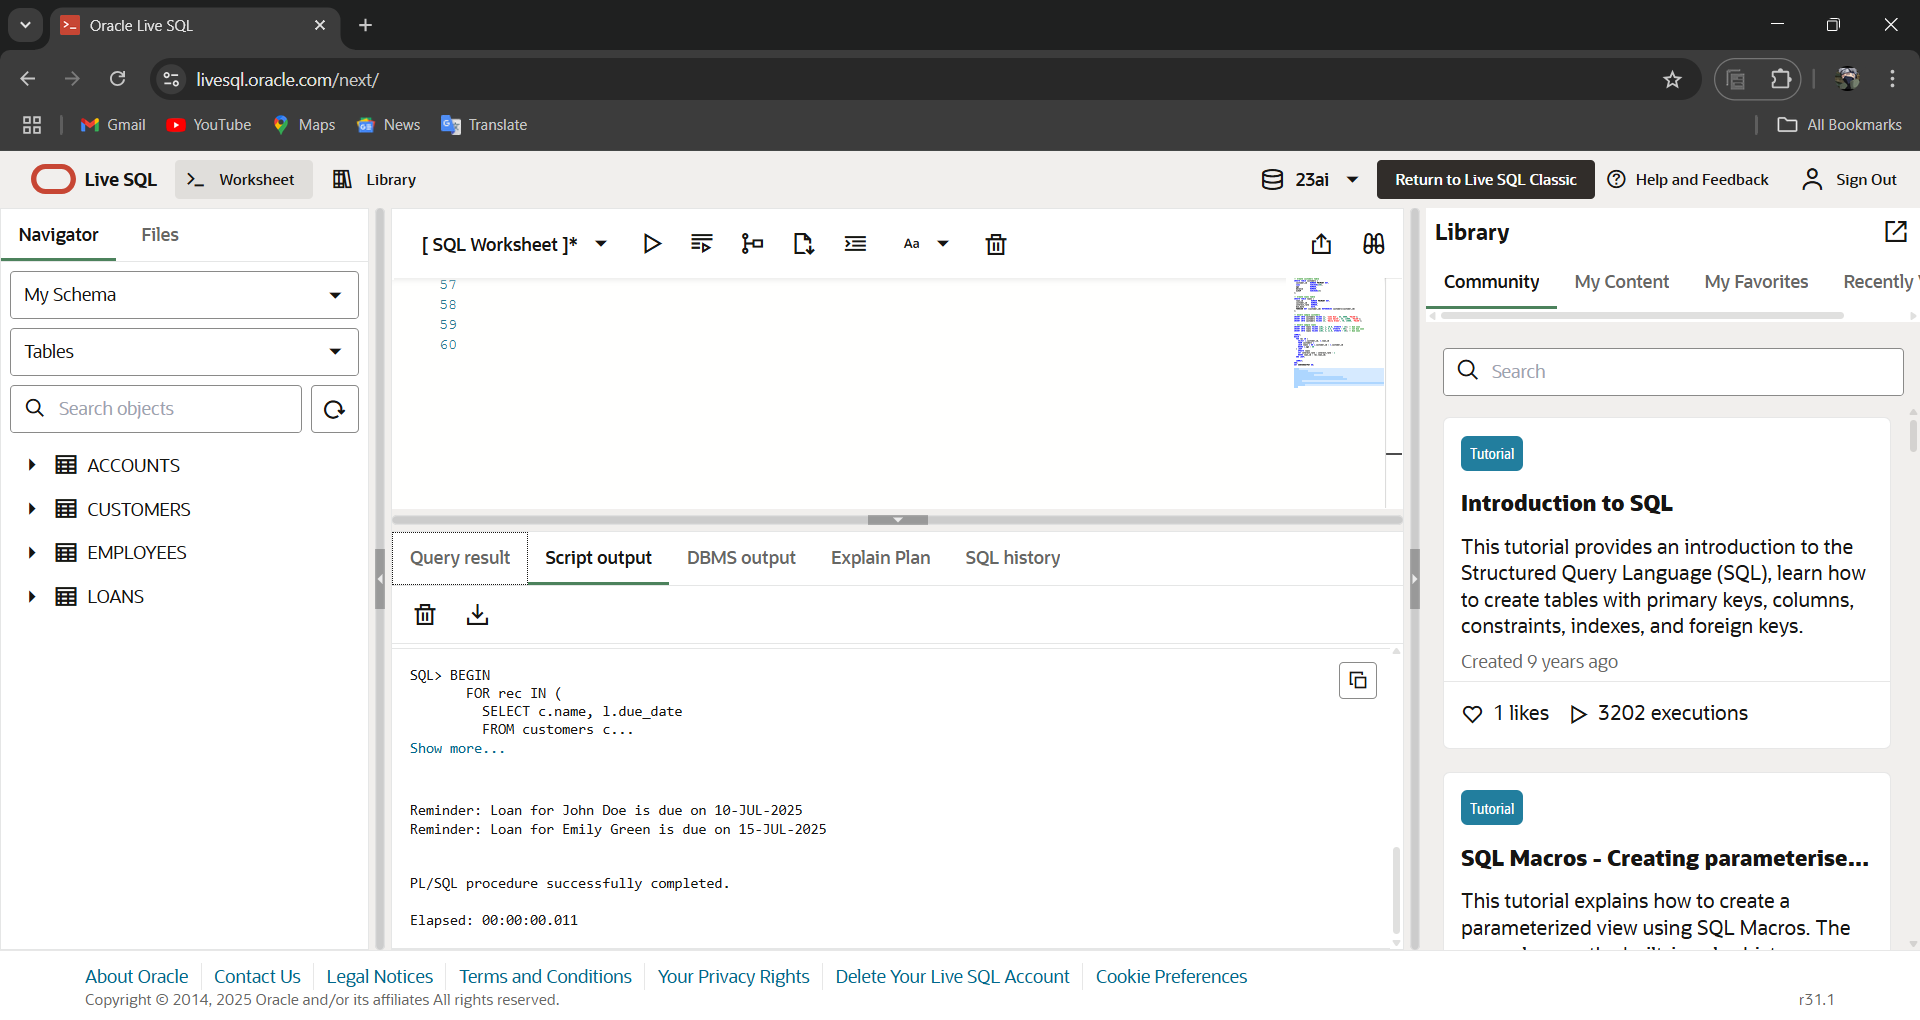 Oracle Live SQL
livesql.oracle.com/next/
Gmail YouTube Maps News Translate All Bookmarks
Live SQL Worksheet Library 23ai Return to Live SQL Classic Help and Feedback Sign Out
Navigator Files
My Schema
Tables
Search objects
ACCOUNTS
CUSTOMERS
EMPLOYEES
LOANS
[ SQL Worksheet ]* Aa
57
58
59
60
Query result Script output DBMS output Explain Plan SQL history
SQL> BEGIN
FOR rec IN (
SELECT c.name, l.due_date
FROM customers c...
Show more...
Reminder: Loan for John Doe is due on 10-JUL-2025
Reminder: Loan for Emily Green is due on 15-JUL-2025
PL/SQL procedure successfully completed.
Elapsed: 00:00:00.011
Library
Community My Content My Favorites Recently
Search
Tutorial
Introduction to SQL
This tutorial provides an introduction to the
Structured Query Language (SQL), learn how
to create tables with primary keys, columns,
constraints, indexes, and foreign keys.
Created 9 years ago
1 likes 3202 executions
Tutorial
SQL Macros - Creating parameterise...
This tutorial explains how to create a
parameterized view using SQL Macros. The
About Oracle Contact Us Legal Notices Terms and Conditions Your Privacy Rights Delete Your Live SQL Account Cookie Preferences
Copyright © 2014, 2025 Oracle and/or its affiliates All rights reserved.
r31.1